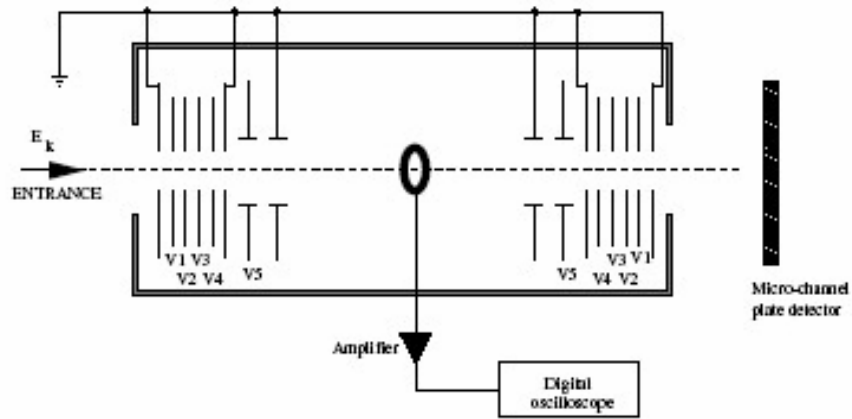 E k
ENTRANCE
V1 V3
V2 V4
V5
V5
V3 V1
V4 V2
Micro-channel
plate detector
Amplifier
Digital
oscilloscope